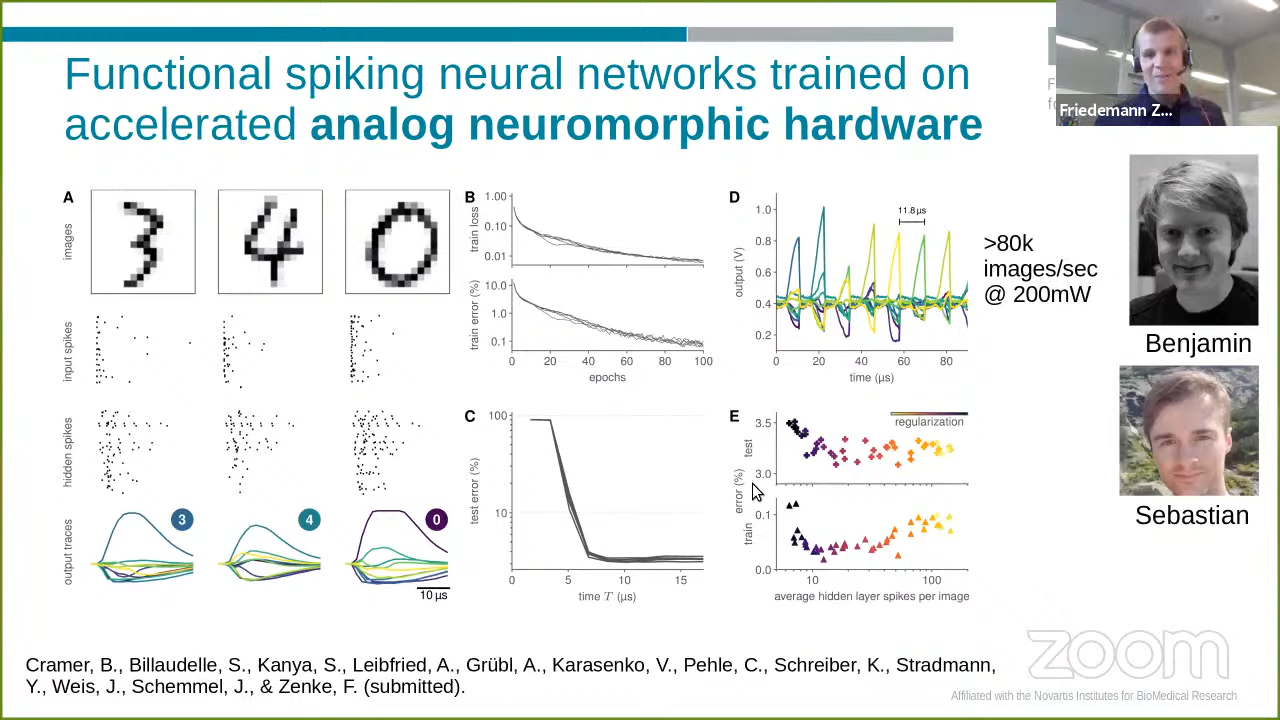 Functional spiking neural networks trained on
accelerated analog neuromorphic hardware
Friedemann Z...
A
images
input spikes
hidden spikes
output traces
3
4
0
10 µs
B
train loss
1.00
0.10
0.01
train error (%)
10.0
1.0
0.1
0 20 40 60 80 100
epochs
C
test error (%)
100
10
0 5 10 15
time T (µs)
D
output (V)
1.0
0.8
0.6
0.4
0.2
11.8 µs
0 20 40 60 80
time (µs)
>80k
images/sec
@ 200mW
E
regularization
error (%)
test
3.5
3.0
train
0.1
0.0
10 100
average hidden layer spikes per image
Benjamin
Sebastian
Cramer, B., Billaudelle, S., Kanya, S., Leibfried, A., Grübl, A., Karasenko, V., Pehle, C., Schreiber, K., Stradmann,
Y., Weis, J., Schemmel, J., & Zenke, F. (submitted).
zoom
Affiliated with the Novartis Institutes for BioMedical Research